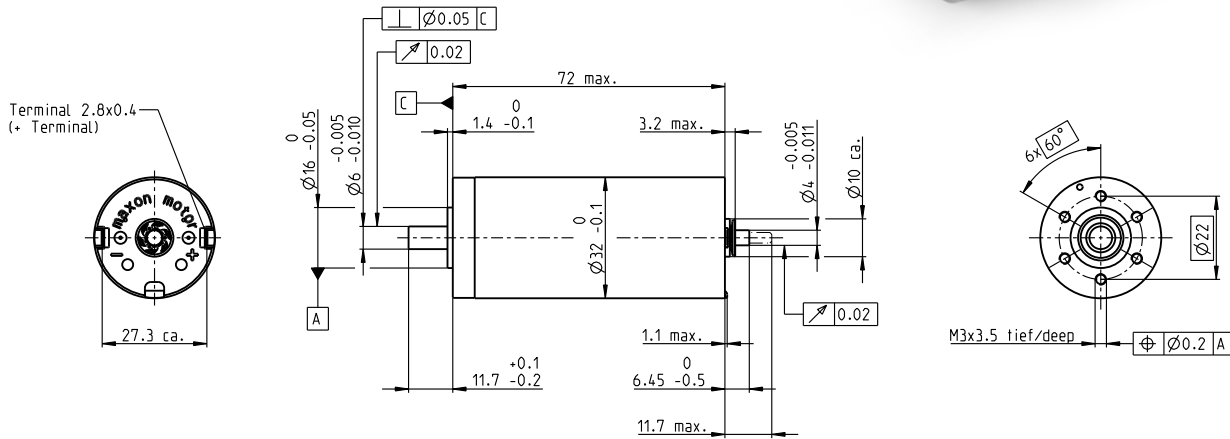 ⊥ Ø0.05 C
↗ 0.02
72 max.
C
Terminal 2.8x0.4
(+ Terminal)
0
Ø16 -0.05
-0.005
Ø6 -0.010
0
1.4 -0.1
3.2 max.
-0.005
Ø4 -0.011
Ø10 ca.
6x 60°
maxon motor
- +
0
Ø32 -0.1
Ø22
A
↗ 0.02
27.3 ca.
1.1 max.
M3x3.5 tief/deep
⌖ Ø0.2 A
+0.1
11.7 -0.2
0
6.45 -0.5
11.7 max.